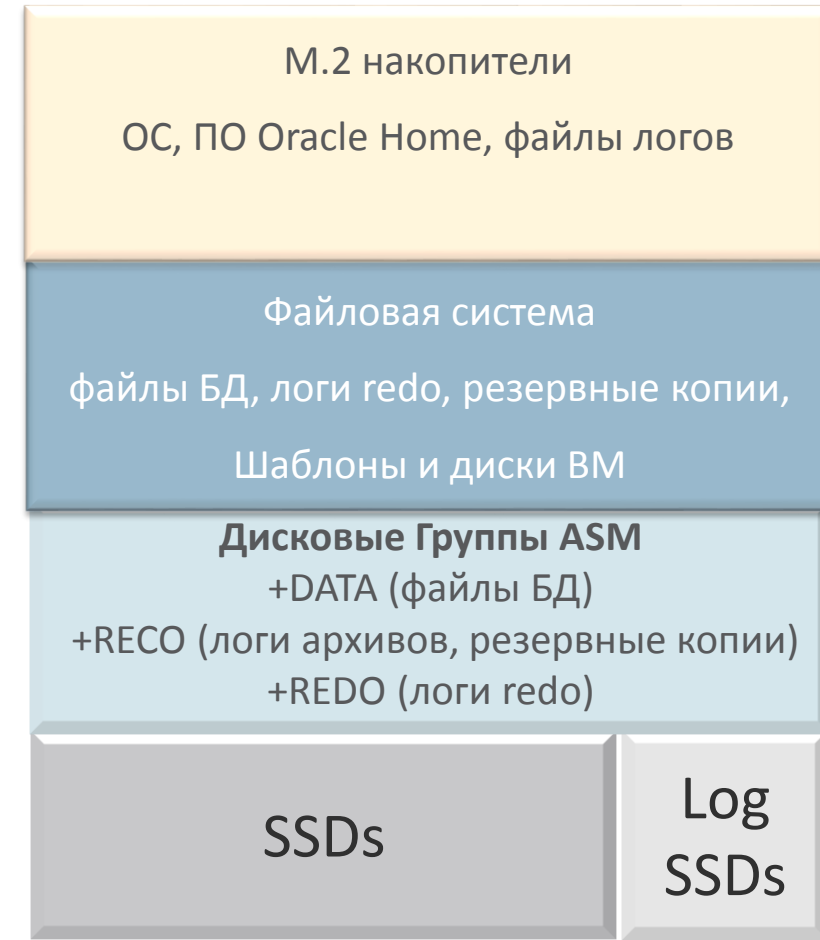 М.2 накопители
ОС, ПО Oracle Home, файлы логов
Файловая система
файлы БД, логи redo, резервные копии,
Шаблоны и диски ВМ
Дисковые Группы ASM
+DATA (файлы БД)
+RECO (логи архивов, резервные копии)
+REDO (логи redo)
SSDs
Log
SSDs